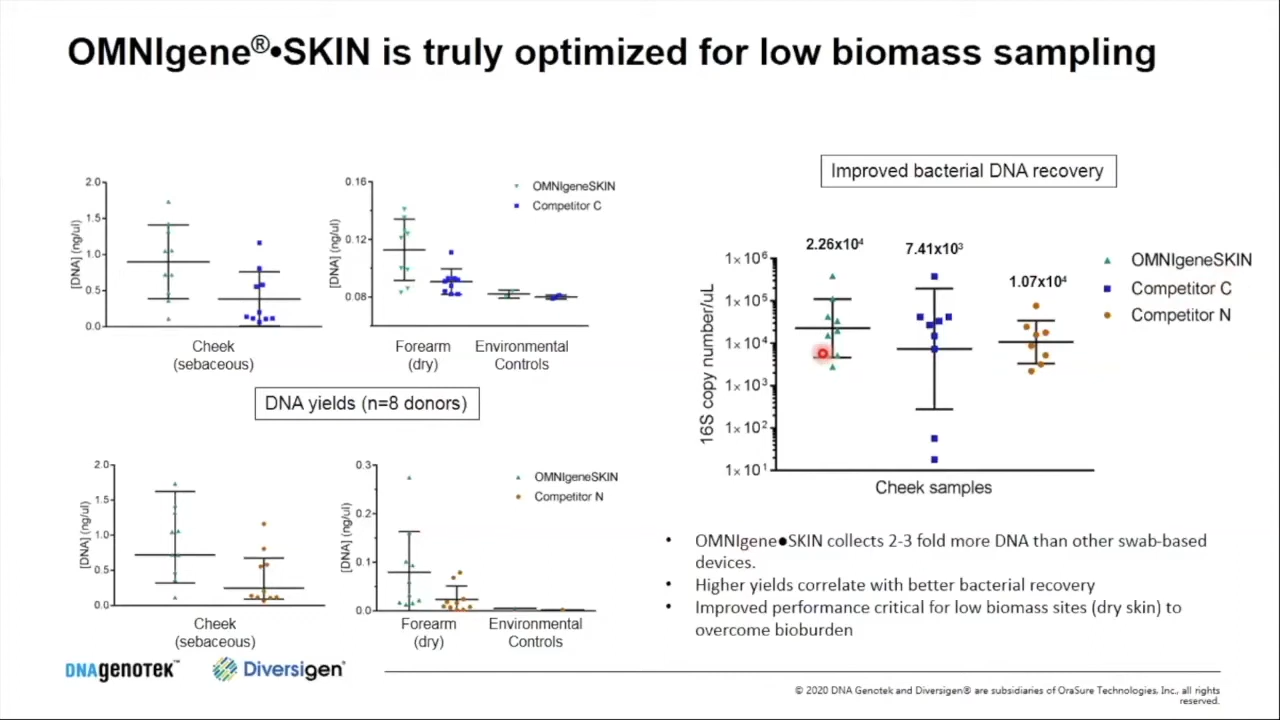 OMNIgene®•SKIN is truly optimized for low biomass sampling
2.0
1.5
1.0
0.5
0.0
[DNA] (ng/ul)
Cheek
(sebaceous)
0.16
0.12
0.08
[DNA] (ng/ul)
OMNIgeneSKIN
Competitor C
Forearm
(dry)
Environmental
Controls
DNA yields (n=8 donors)
2.0
1.5
1.0
0.5
0.0
[DNA] (ng/ul)
Cheek
(sebaceous)
0.3
0.2
0.1
0.0
[DNA] (ng/ul)
OMNIgeneSKIN
Competitor N
Forearm
(dry)
Environmental
Controls
Improved bacterial DNA recovery
2.26x10⁴
7.41x10³
1.07x10⁴
1×10⁶
1×10⁵
1×10⁴
1×10³
1×10²
1×10¹
16S copy number/uL
Cheek samples
OMNIgeneSKIN
Competitor C
Competitor N
• OMNIgene●SKIN collects 2-3 fold more DNA than other swab-based
devices.
• Higher yields correlate with better bacterial recovery
• Improved performance critical for low biomass sites (dry skin) to
overcome bioburden
DNAgenotek™
Diversigen®
© 2020 DNA Genotek and Diversigen® are subsidiaries of OraSure Technologies, Inc., all rights
reserved.